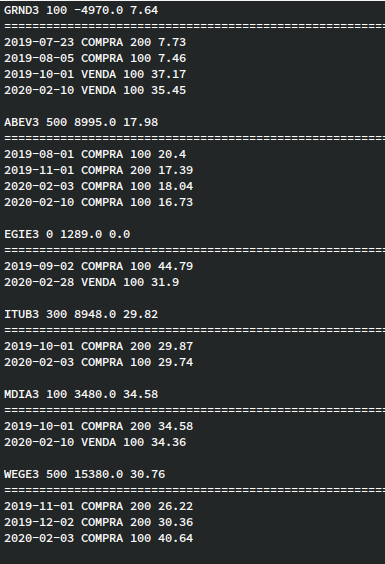 GRND3 100 -4970.0 7.64
=======================================================
2019-07-23 COMPRA 200 7.73
2019-08-05 COMPRA 100 7.46
2019-10-01 VENDA 100 37.17
2020-02-10 VENDA 100 35.45
ABEV3 500 8995.0 17.98
=======================================================
2019-08-01 COMPRA 100 20.4
2019-11-01 COMPRA 200 17.39
2020-02-03 COMPRA 100 18.04
2020-02-10 COMPRA 100 16.73
EGIE3 0 1289.0 0.0
=======================================================
2019-09-02 COMPRA 100 44.79
2020-02-28 VENDA 100 31.9
ITUB3 300 8948.0 29.82
=======================================================
2019-10-01 COMPRA 200 29.87
2020-02-03 COMPRA 100 29.74
MDIA3 100 3480.0 34.58
=======================================================
2019-10-01 COMPRA 200 34.58
2020-02-10 VENDA 100 34.36
WEGE3 500 15380.0 30.76
=======================================================
2019-11-01 COMPRA 200 26.22
2019-12-02 COMPRA 200 30.36
2020-02-03 COMPRA 100 40.64